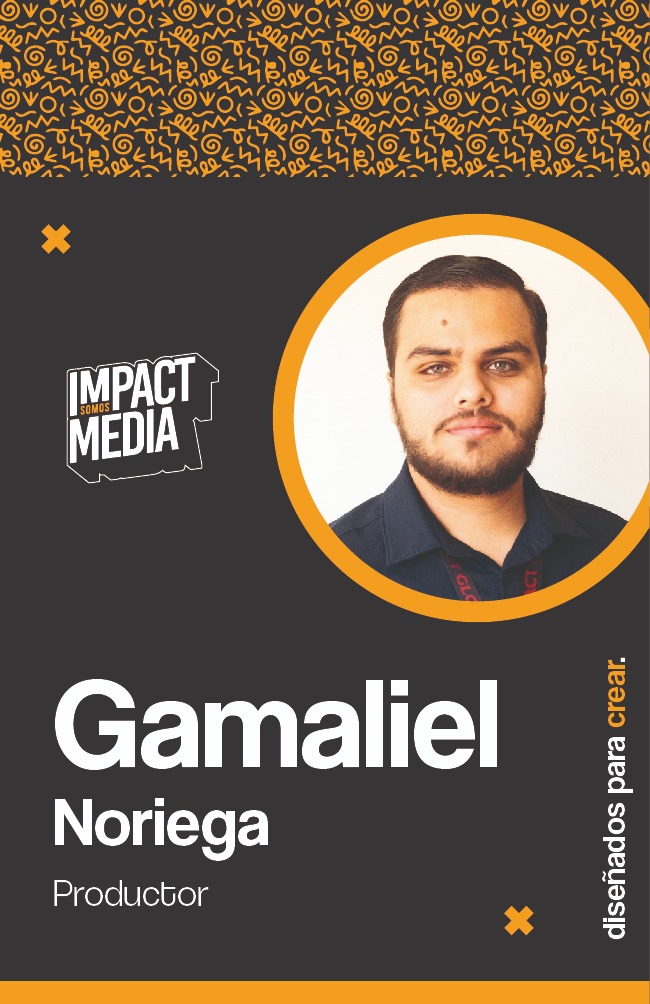 IMPACT
SOMOS
MEDIA
Gamaliel
Noriega
Productor
diseñados para crear.